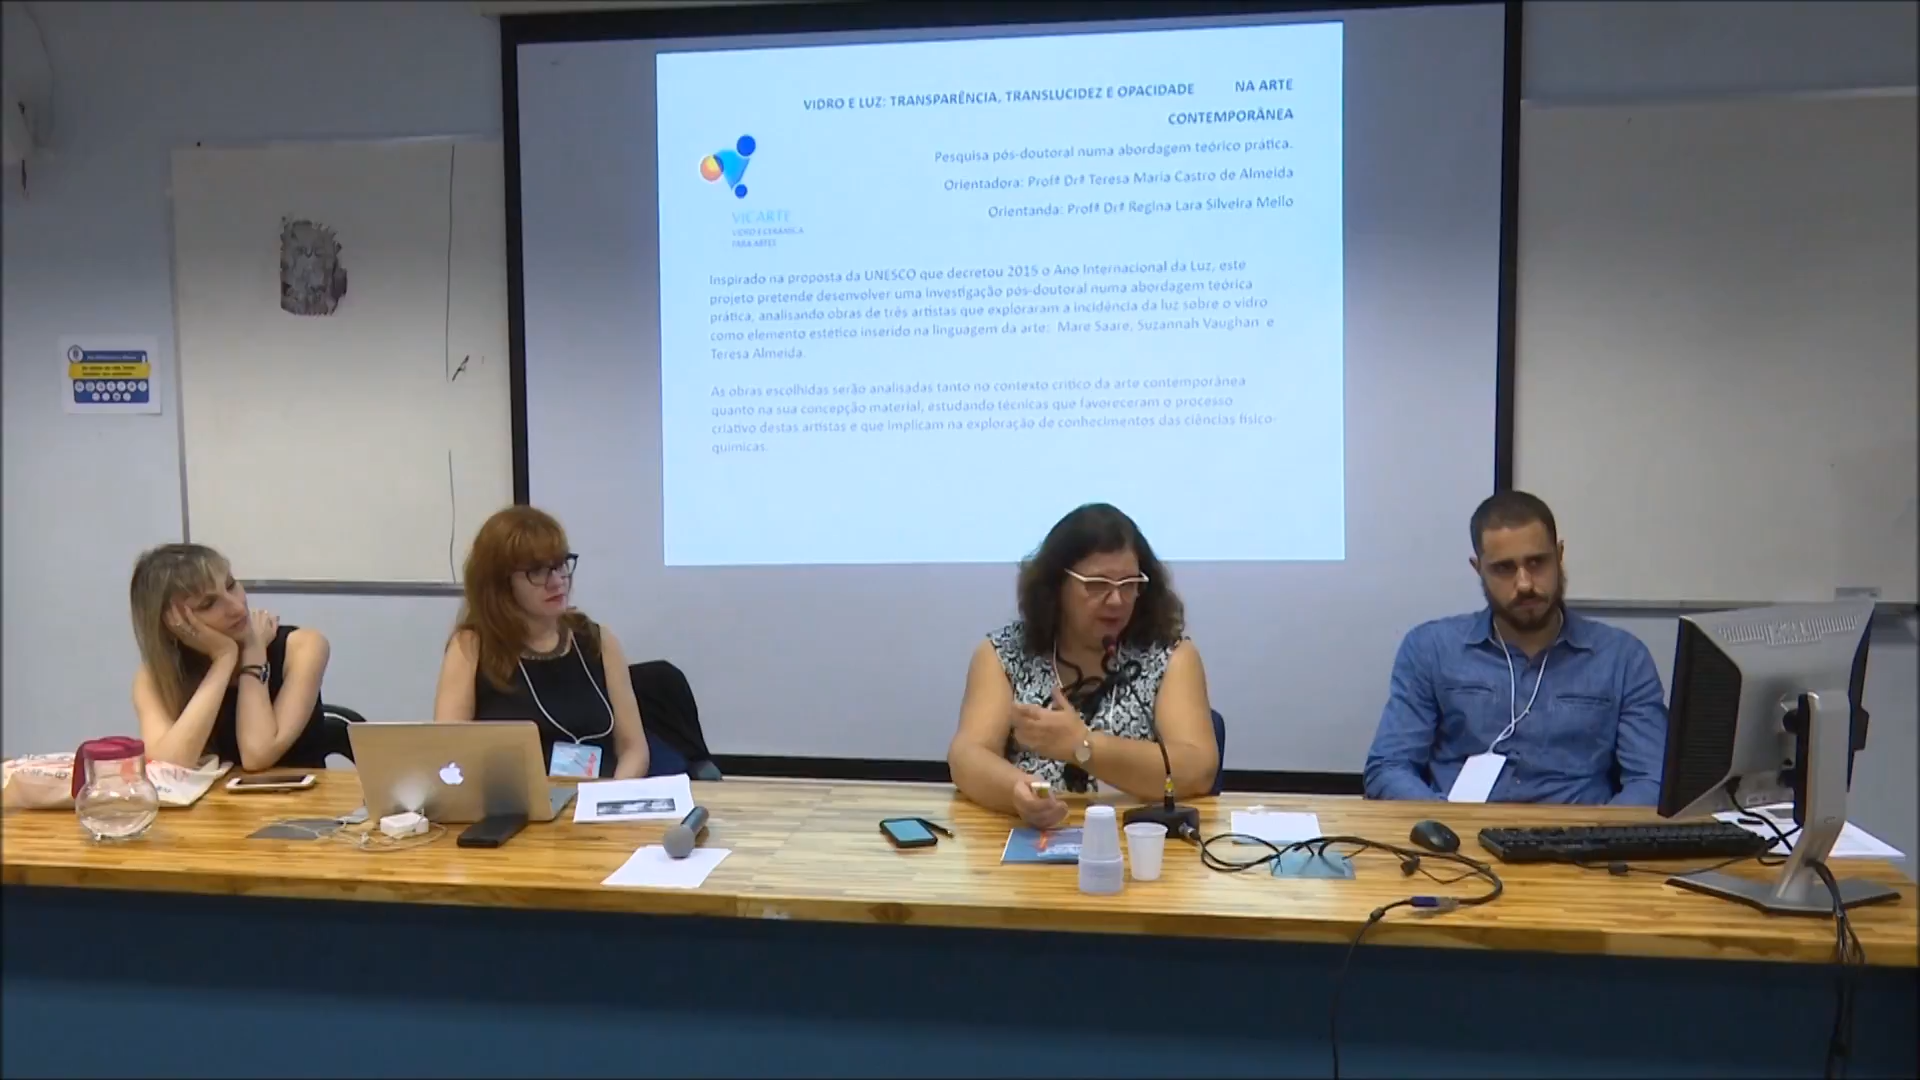 VIDRO E LUZ: TRANSPARÊNCIA, TRANSLUCIDEZ E OPACIDADE NA ARTE
CONTEMPORÂNEA
Pesquisa pós-doutoral numa abordagem teórico prática.
Orientadora: Profª Drª Teresa Maria Castro de Almeida
Orientanda: Profª Drª Regina Lara Silveira Mello
VICARTE
VIDRO E CERÂMICA
PARA ARTES
Inspirado na proposta da UNESCO que decretou 2015 o Ano Internacional da Luz, este
projeto pretende desenvolver uma investigação pós-doutoral numa abordagem teórica
prática, analisando obras de três artistas que exploraram a incidência da luz sobre o vidro
como elemento estético inserido na linguagem da arte: Mare Saare, Suzannah Vaughan e
Teresa Almeida.
As obras escolhidas serão analisadas tanto no contexto crítico da arte contemporânea
quanto na sua concepção material, estudando técnicas que favoreceram o processo
criativo destas artistas e que implicam na exploração de conhecimentos das ciências físico-
químicas.